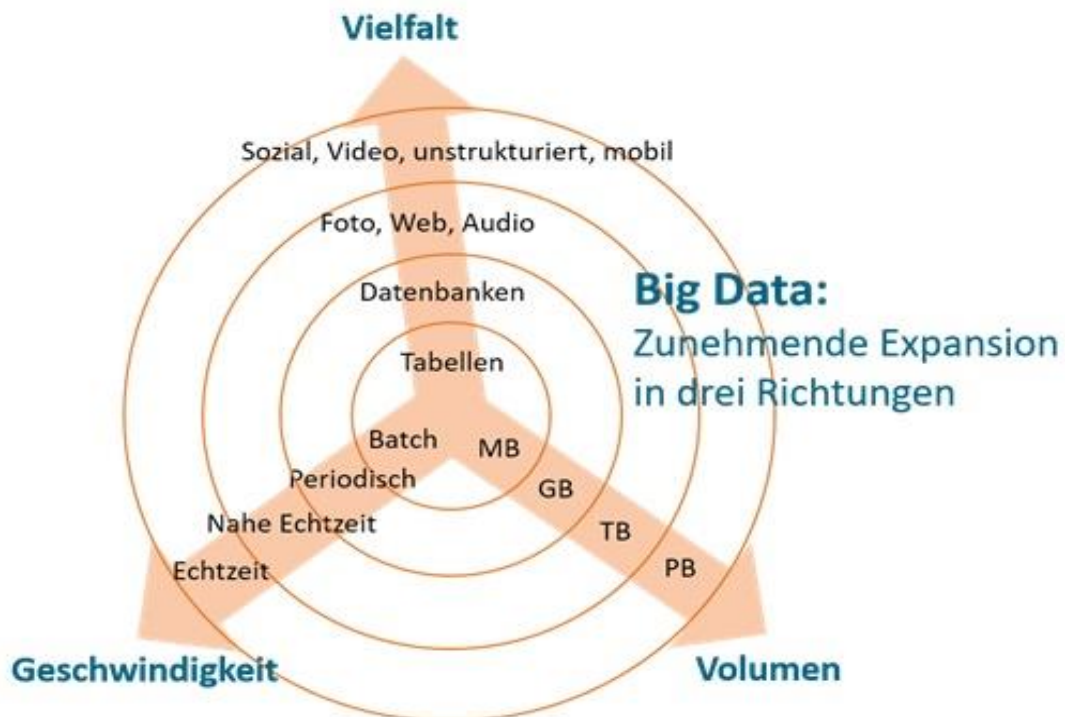 Vielfalt
Sozial, Video, unstrukturiert, mobil
Foto, Web, Audio
Datenbanken
Big Data:
Zunehmende Expansion
in drei Richtungen
Tabellen
Batch
MB
Periodisch
GB
Nahe Echtzeit
TB
Echtzeit
PB
Geschwindigkeit
Volumen